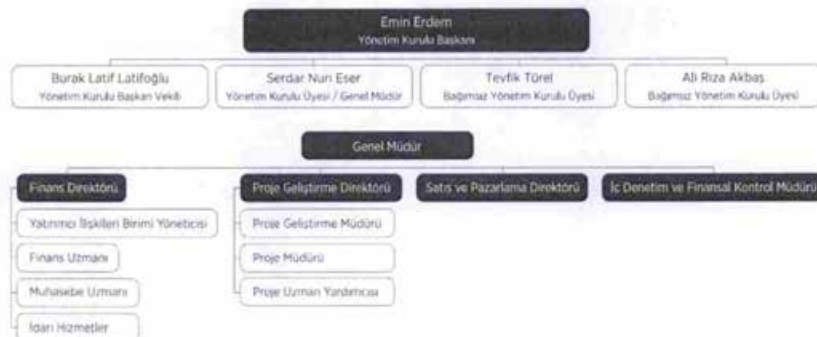 Emin Erdem
Yönetim Kurulu Başkanı
Burak Latif Latifoğlu
Yönetim Kurulu Başkan Vekili
Serdar Nuri Eser
Yönetim Kurulu Üyesi / Genel Müdür
Tevfik Türel
Bağımsız Yönetim Kurulu Üyesi
Ali Rıza Akbaş
Bağımsız Yönetim Kurulu Üyesi
Genel Müdür
Finans Direktörü
Yatırımcı İlişkileri Birimi Yöneticisi
Finans Uzmanı
Muhasebe Uzmanı
İdari Hizmetler
Proje Geliştirme Direktörü
Proje Geliştirme Müdürü
Proje Müdürü
Proje Uzman Yardımcısı
Satış ve Pazarlama Direktörü
İç Denetim ve Finansal Kontrol Müdürü